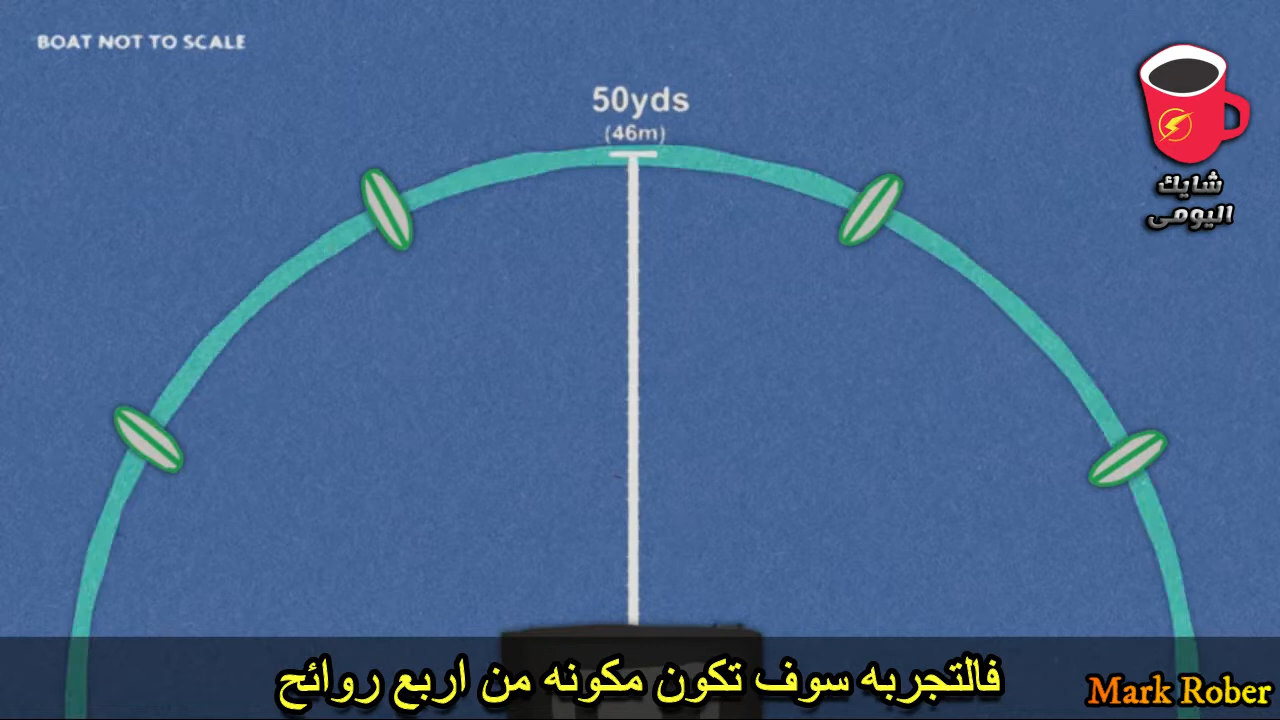 BOAT NOT TO SCALE
50yds
(46m)
شايك
اليومى
فالتجربه سوف تكون مكونه من اربع روائح
Mark Rober